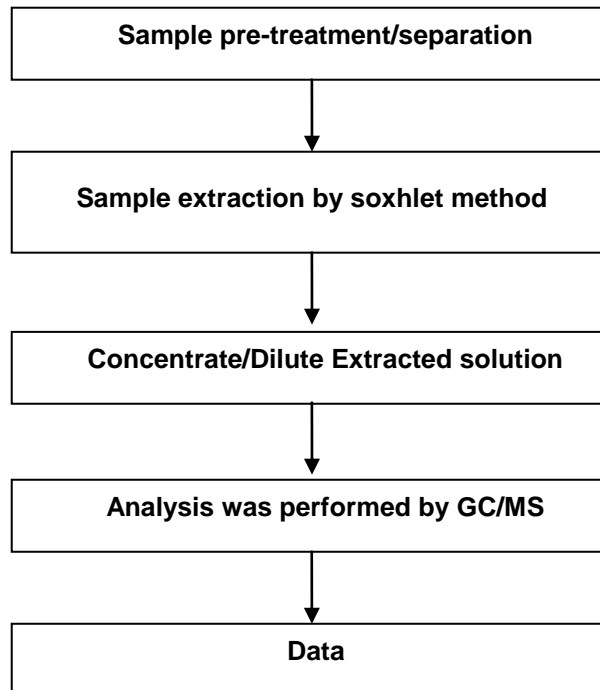 Sample pre-treatment/separation
Sample extraction by soxhlet method
Concentrate/Dilute Extracted solution
Analysis was performed by GC/MS
Data